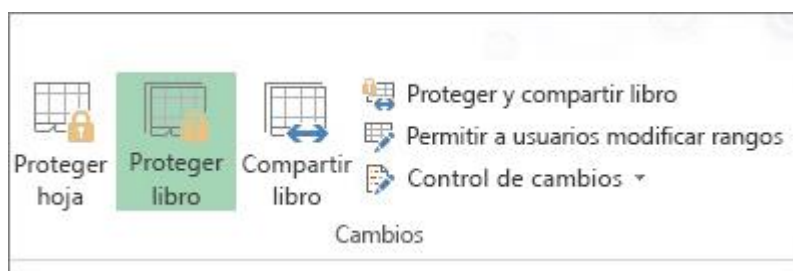 Proteger
hoja
Proteger
libro
Compartir
libro
Proteger y compartir libro
Permitir a usuarios modificar rangos
Control de cambios
Cambios